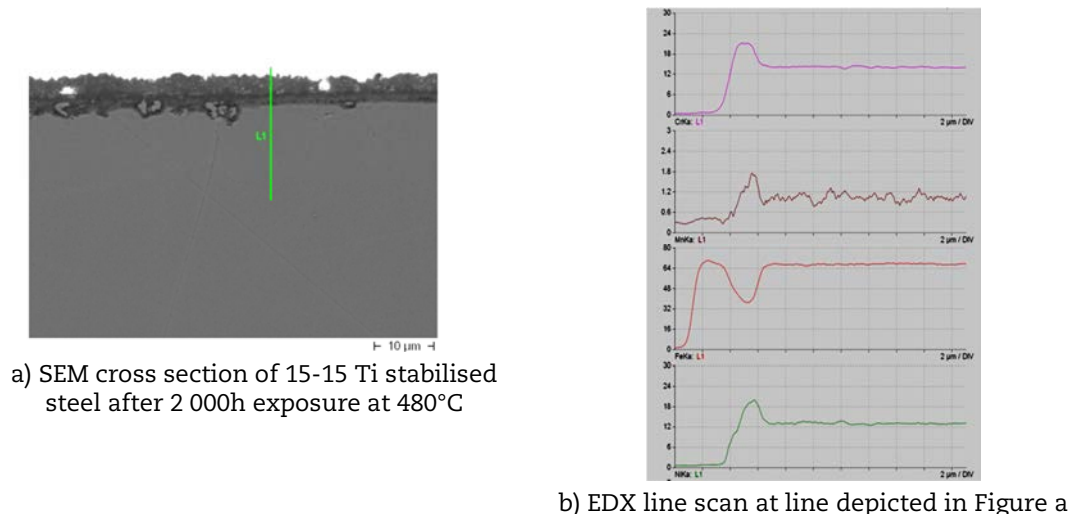 L1
⊢ 10 µm ⊣
a) SEM cross section of 15-15 Ti stabilised
steel after 2 000h exposure at 480°C
30
24
18
12
6
0
CrKa: L1 2 µm / DIV
3
2.4
1.8
1.2
0.6
0
MnKa: L1 2 µm / DIV
80
64
48
32
16
0
FeKa: L1 2 µm / DIV
30
24
18
12
6
0
NiKa: L1 2 µm / DIV
b) EDX line scan at line depicted in Figure a